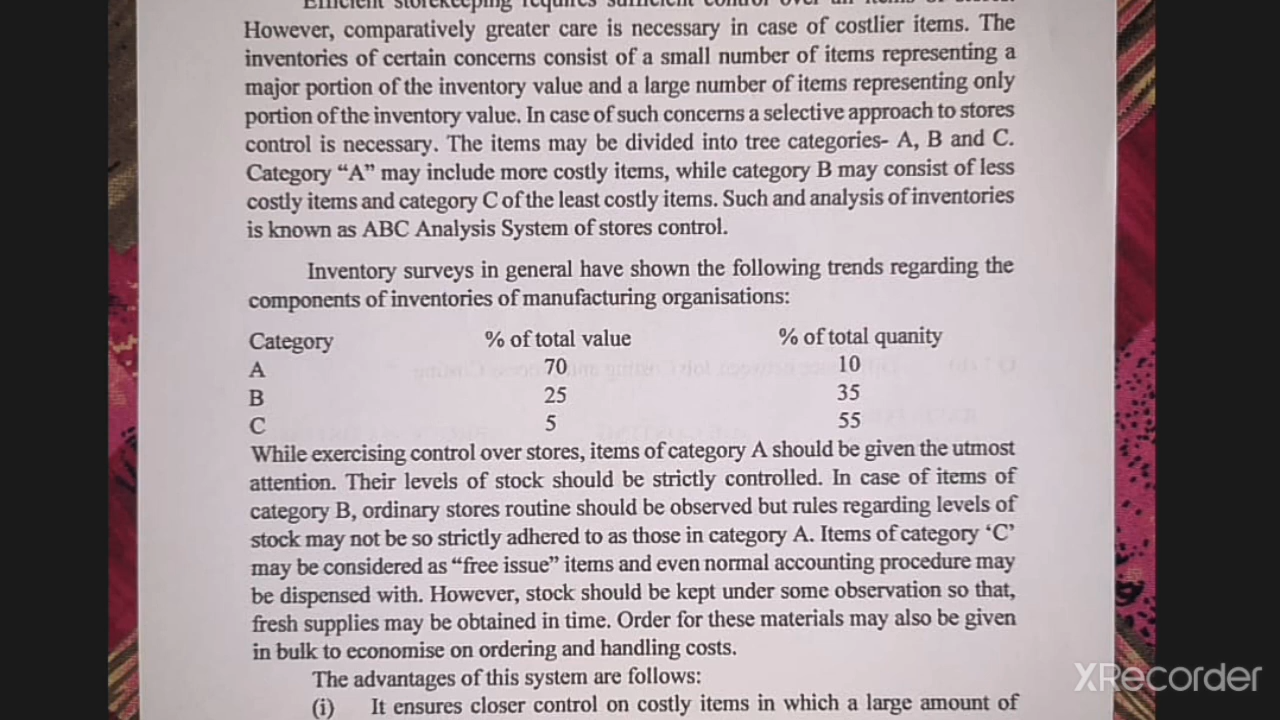 Efficient storekeeping requires sufficient control over all items of stores.
However, comparatively greater care is necessary in case of costlier items. The
inventories of certain concerns consist of a small number of items representing a
major portion of the inventory value and a large number of items representing only
portion of the inventory value. In case of such concerns a selective approach to stores
control is necessary. The items may be divided into tree categories- A, B and C.
Category “A” may include more costly items, while category B may consist of less
costly items and category C of the least costly items. Such and analysis of inventories
is known as ABC Analysis System of stores control.
Inventory surveys in general have shown the following trends regarding the
components of inventories of manufacturing organisations:
Category % of total value % of total quanity
A 70 10
B 25 35
C 5 55
While exercising control over stores, items of category A should be given the utmost
attention. Their levels of stock should be strictly controlled. In case of items of
category B, ordinary stores routine should be observed but rules regarding levels of
stock may not be so strictly adhered to as those in category A. Items of category ‘C’
may be considered as “free issue” items and even normal accounting procedure may
be dispensed with. However, stock should be kept under some observation so that,
fresh supplies may be obtained in time. Order for these materials may also be given
in bulk to economise on ordering and handling costs.
The advantages of this system are follows:
(i) It ensures closer control on costly items in which a large amount of
XRecorder